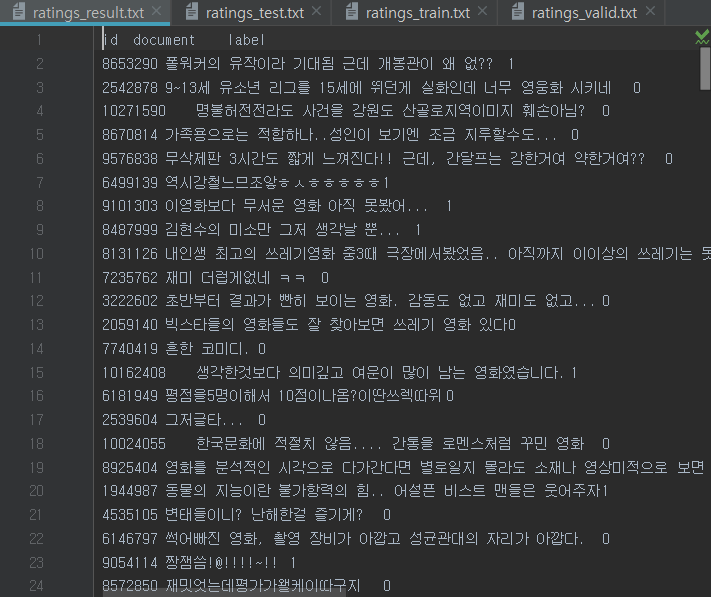 ratings_result.txt ratings_test.txt ratings_train.txt ratings_valid.txt
1 id document label
2 8653290 폴워커의 유작이라 기대됨 근데 개봉관이 왜 없?? 1
3 2542878 9~13세 유소년 리그를 15세에 뛰던게 실화인데 너무 영웅화 시키네 0
4 10271590 명불허전전라도 사건을 강원도 산골로지역이미지 훼손아님? 0
5 8670814 가족용으로는 적합하나..성인이 보기엔 조금 지루할수도... 0
6 9576838 무삭제판 3시간도 짧게 느껴진다!! 근데, 간달프는 강한거여 약한거여?? 0
7 6499139 역시강철느므조앟ㅎㅅㅎㅎㅎㅎㅎ1
8 9101303 이영화보다 무서운 영화 아직 못봤어... 1
9 8487999 김현수의 미소만 그저 생각날 뿐... 1
10 8131126 내인생 최고의 쓰레기영화 중3때 극장에서봤었음.. 아직까지 이이상의 쓰레기는 못
11 7235762 재미 더럽게없네 ㅋㅋ 0
12 3222602 초반부터 결과가 빤히 보이는 영화. 감동도 없고 재미도 없고... 0
13 2059140 빅스타들의 영화들도 잘 찾아보면 쓰레기 영화 있다0
14 7740419 흔한 코미디. 0
15 10162408 생각한것보다 의미깊고 여운이 많이 남는 영화였습니다. 1
16 6181949 평점을5명이해서 10점이나옴?이딴쓰렉따위 0
17 2539604 그저글타... 0
18 10024055 한국문화에 적절치 않음.... 간통을 로멘스처럼 꾸민 영화 0
19 8925404 영화를 분석적인 시각으로 다가간다면 별로일지 몰라도 소재나 영상미적으로 보면
20 1944987 동물의 지능이란 불가항력의 힘.. 어설픈 비스트 맨들은 웃어주자1
21 4535105 변태들이니? 난해한걸 즐기게? 0
22 6146797 썩어빠진 영화, 촬영 장비가 아깝고 성균관대의 자리가 아깝다. 0
23 9054114 짱잼씀!@!!!!~!! 1
24 8572850 재밋엇는데평가가왤케이따구지 0